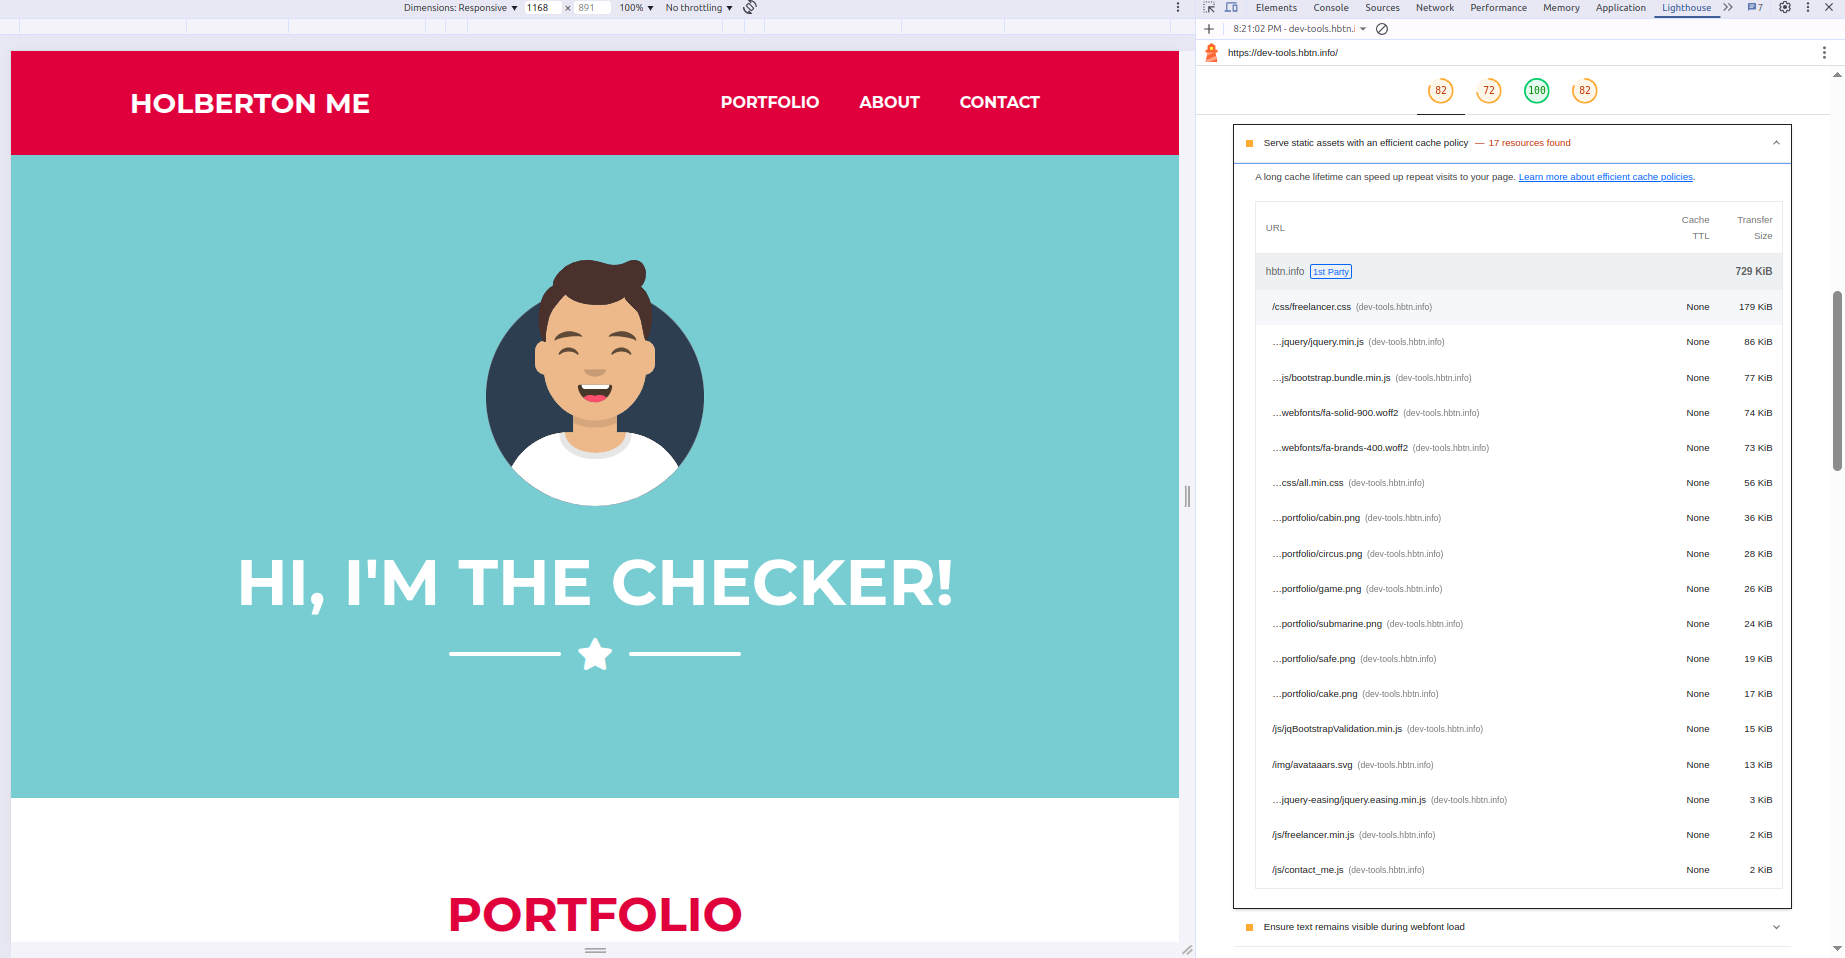 Dimensions: Responsive ▼ 1168 × 891 100% ▼ No throttling ▼
HOLBERTON ME
PORTFOLIO ABOUT CONTACT
HI, I'M THE CHECKER!
PORTFOLIO
Elements Console Sources Network Performance Memory Application Lighthouse 7
8:21:02 PM - dev-tools.hbtn.i
https://dev-tools.hbtn.info/
82 72 100 82
Serve static assets with an efficient cache policy — 17 resources found
A long cache lifetime can speed up repeat visits to your page. Learn more about efficient cache policies.
URL Cache TTL Transfer Size
hbtn.info 1st Party 729 KiB
/css/freelancer.css (dev-tools.hbtn.info) None 179 KiB
…jquery/jquery.min.js (dev-tools.hbtn.info) None 86 KiB
…js/bootstrap.bundle.min.js (dev-tools.hbtn.info) None 77 KiB
…webfonts/fa-solid-900.woff2 (dev-tools.hbtn.info) None 74 KiB
…webfonts/fa-brands-400.woff2 (dev-tools.hbtn.info) None 73 KiB
…css/all.min.css (dev-tools.hbtn.info) None 56 KiB
…portfolio/cabin.png (dev-tools.hbtn.info) None 36 KiB
…portfolio/circus.png (dev-tools.hbtn.info) None 28 KiB
…portfolio/game.png (dev-tools.hbtn.info) None 26 KiB
…portfolio/submarine.png (dev-tools.hbtn.info) None 24 KiB
…portfolio/safe.png (dev-tools.hbtn.info) None 19 KiB
…portfolio/cake.png (dev-tools.hbtn.info) None 17 KiB
/js/jqBootstrapValidation.min.js (dev-tools.hbtn.info) None 15 KiB
/img/avataaars.svg (dev-tools.hbtn.info) None 13 KiB
…jquery-easing/jquery.easing.min.js (dev-tools.hbtn.info) None 3 KiB
/js/freelancer.min.js (dev-tools.hbtn.info) None 2 KiB
/js/contact_me.js (dev-tools.hbtn.info) None 2 KiB
Ensure text remains visible during webfont load